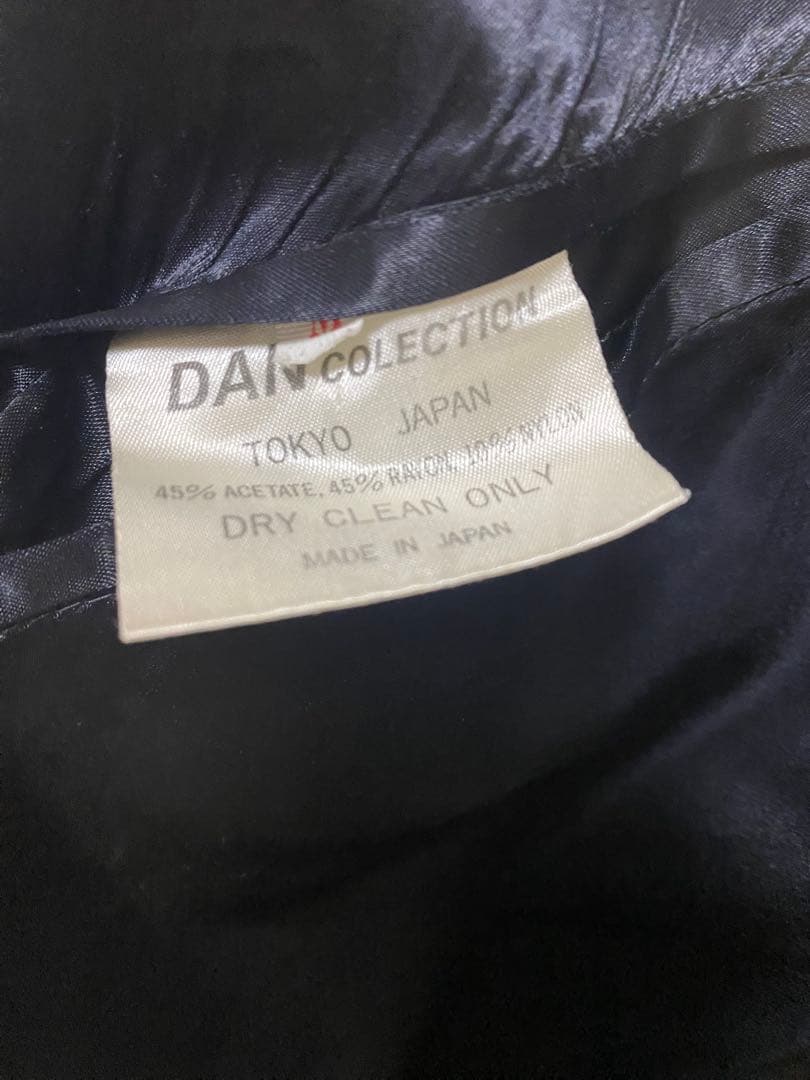 M
DAN COLECTION
TOKYO JAPAN
45% ACETATE, 45% RAYON, 10% NYLON
DRY CLEAN ONLY
MADE IN JAPAN